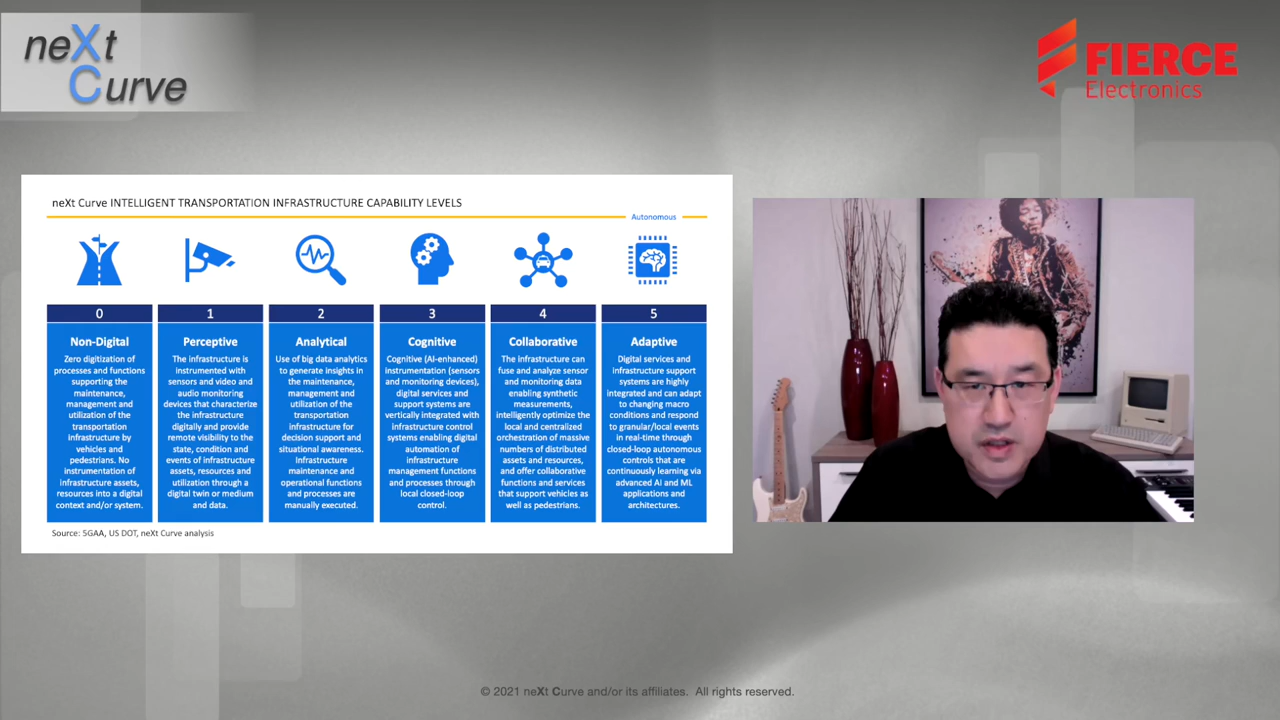 neXt
Curve
FIERCE
Electronics
neXt Curve INTELLIGENT TRANSPORTATION INFRASTRUCTURE CAPABILITY LEVELS
Autonomous
0
Non-Digital
Zero digitization of
processes and functions
supporting the
maintenance,
management and
utilization of the
transportation
infrastructure by
vehicles and
pedestrians. No
instrumentation of
infrastructure assets,
resources into a digital
context and/or system.
1
Perceptive
The infrastructure is
instrumented with
sensors and video and
audio monitoring
devices that characterize
the infrastructure
digitally and provide
remote visibility to the
state, condition and
events of infrastructure
assets, resources and
utilization through a
digital twin or medium
and data.
2
Analytical
Use of big data analytics
to generate insights in
the maintenance,
management and
utilization of the
transportation
infrastructure for
decision support and
situational awareness.
Infrastructure
maintenance and
operational functions
and processes are
manually executed.
3
Cognitive
Cognitive (AI-enhanced)
instrumentation (sensors
and monitoring devices),
digital services and
support systems are
vertically integrated with
infrastructure control
systems enabling digital
automation of
infrastructure
management functions
and processes through
local closed-loop
control.
4
Collaborative
The infrastructure can
fuse and analyze sensor
and monitoring data
enabling synthetic
measurements,
intelligently optimize the
local and centralized
orchestration of massive
numbers of distributed
assets and resources,
and offer collaborative
functions and services
that support vehicles as
well as pedestrians.
5
Adaptive
Digital services and
infrastructure support
systems are highly
integrated and can adapt
to changing macro
conditions and respond
to granular/local events
in real-time through
closed-loop autonomous
controls that are
continuously learning via
advanced AI and ML
applications and
architectures.
Source: 5GAA, US DOT, neXt Curve analysis
© 2021 neXt Curve and/or its affiliates. All rights reserved.